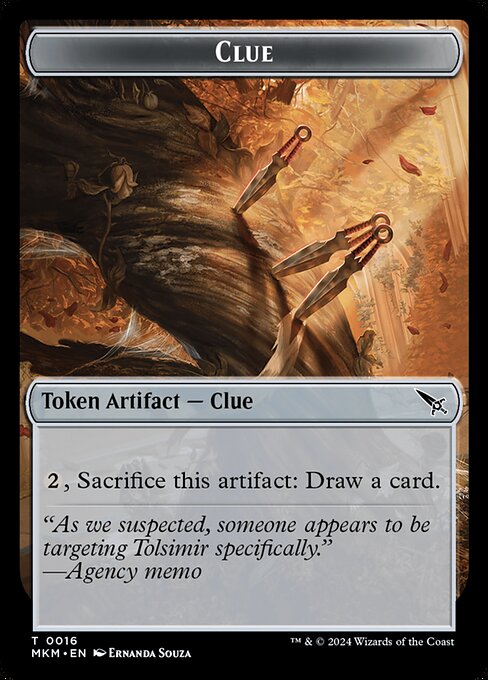 Clue
Token Artifact — Clue
2, Sacrifice this artifact: Draw a card.
“As we suspected, someone appears to be
targeting Tolsimir specifically.”
—Agency memo
T 0016
MKM • EN Ernanda Souza
™ & © 2024 Wizards of the Coast